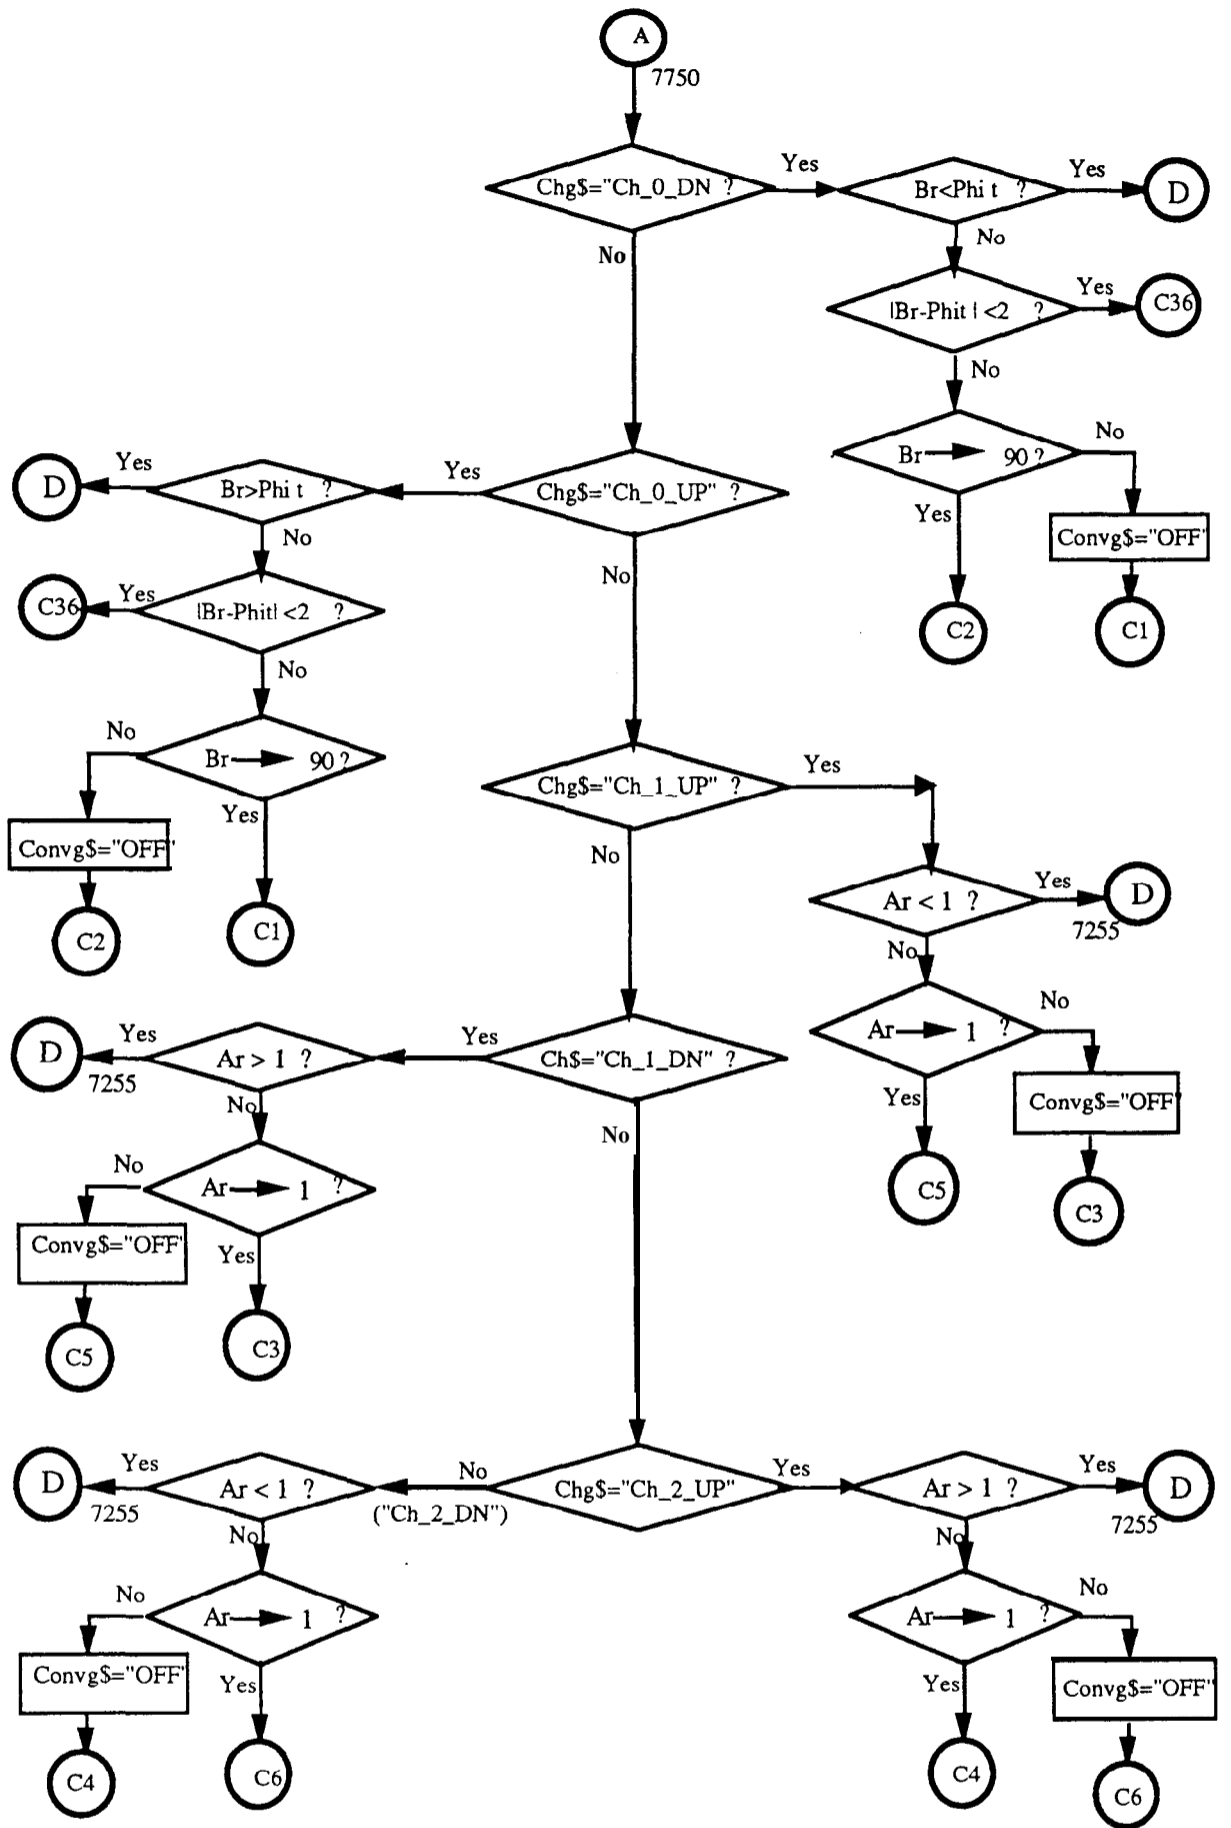 A
7750
Chg$="Ch_0_DN ?
Yes
Br<Phi t ?
Yes
D
No
No
|Br-Phit | <2 ?
Yes
C36
No
Br 90 ?
No
Yes
Convg$="OFF"
C2
C1
Chg$="Ch_0_UP" ?
Yes
Br>Phi t ?
Yes
D
No
No
|Br-Phit| <2 ?
Yes
C36
No
Br 90 ?
No
Yes
Convg$="OFF"
C2
C1
Chg$="Ch_1_UP" ?
Yes
No
Ar < 1 ?
Yes
D
7255
No
Ar 1 ?
No
Yes
Convg$="OFF"
C5
C3
Ch$="Ch_1_DN" ?
Yes
No
Ar > 1 ?
Yes
D
7255
No
Ar 1 ?
No
Yes
Convg$="OFF"
C5
C3
Chg$="Ch_2_UP"
No
("Ch_2_DN")
Ar < 1 ?
Yes
D
7255
No
Ar 1 ?
No
Yes
Convg$="OFF"
C4
C6
Yes
Ar > 1 ?
Yes
D
7255
No
Ar 1 ?
No
Yes
Convg$="OFF"
C4
C6